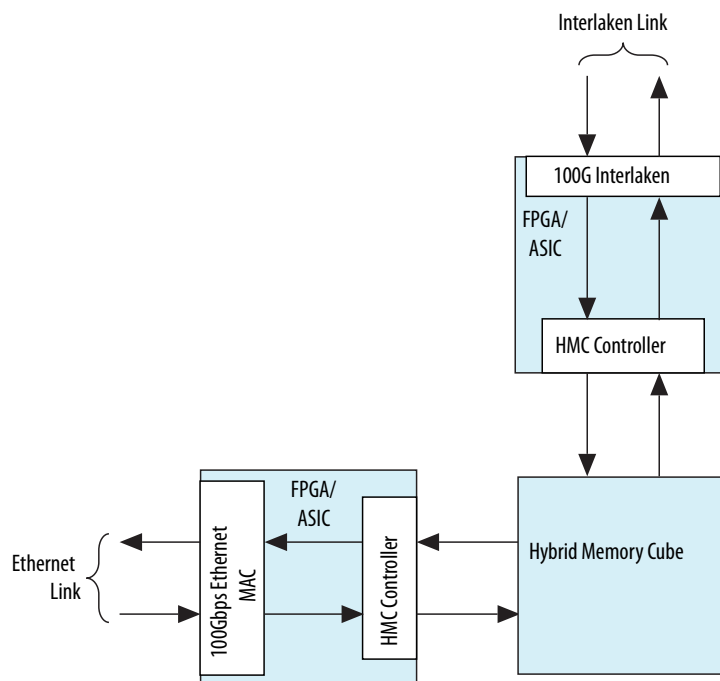 Interlaken Link
100G Interlaken
FPGA/
ASIC
HMC Controller
FPGA/
ASIC
Hybrid Memory Cube
Ethernet
Link
100Gbps Ethernet
MAC
HMC Controller